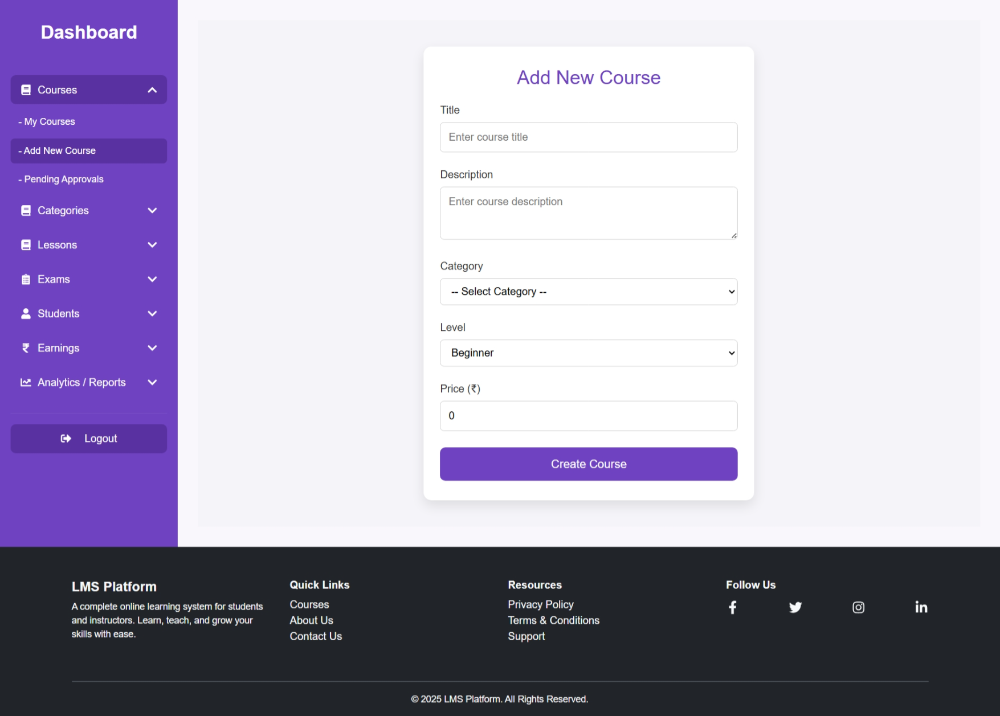 Dashboard
Courses
- My Courses
- Add New Course
- Pending Approvals
Categories
Lessons
Exams
Students
Earnings
Analytics / Reports
Logout
Add New Course
Title
Enter course title
Description
Enter course description
Category
-- Select Category --
Level
Beginner
Price (₹)
0
Create Course
LMS Platform
A complete online learning system for students
and instructors. Learn, teach, and grow your
skills with ease.
Quick Links
Courses
About Us
Contact Us
Resources
Privacy Policy
Terms & Conditions
Support
Follow Us
© 2025 LMS Platform. All Rights Reserved.